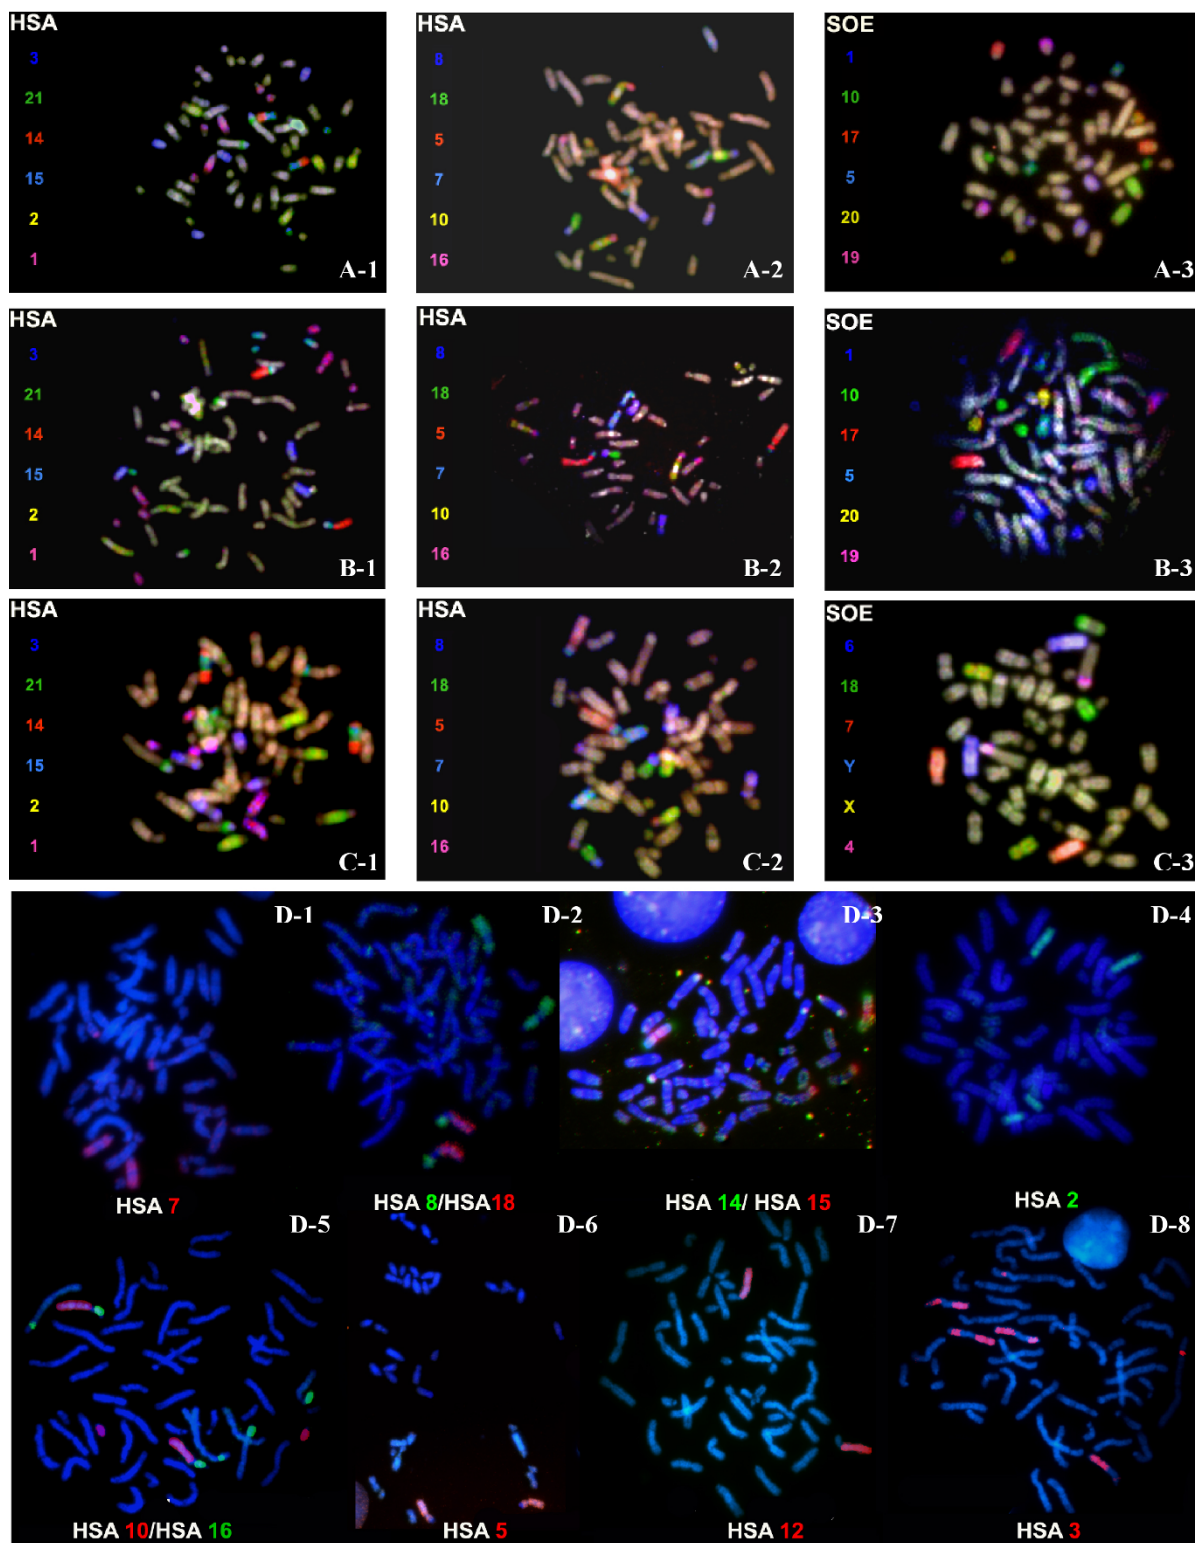 HSA
3
21
14
15
2
1
A-1
HSA
8
18
5
7
10
16
A-2
SOE
1
10
17
5
20
19
A-3
HSA
3
21
14
15
2
1
B-1
HSA
8
18
5
7
10
16
B-2
SOE
1
10
17
5
20
19
B-3
HSA
3
21
14
15
2
1
C-1
HSA
8
18
5
7
10
16
C-2
SOE
6
18
7
Y
X
4
C-3
D-1
HSA 7
D-2
HSA 8/HSA18
D-3
HSA 14/ HSA 15
D-4
HSA 2
D-5
HSA 10/HSA 16
D-6
HSA 5
D-7
HSA 12
D-8
HSA 3